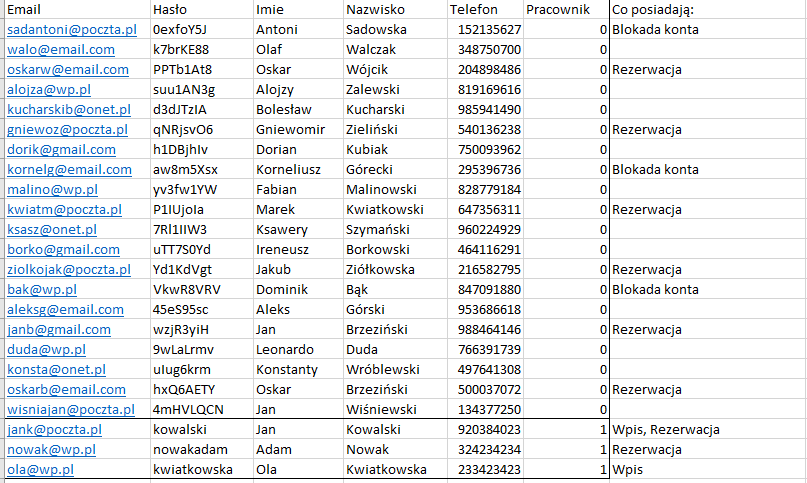 Email Hasło Imie Nazwisko Telefon Pracownik Co posiadają:
sadantoni@poczta.pl 0exfoY5J Antoni Sadowska 152135627 0 Blokada konta
walo@email.com k7brKE88 Olaf Walczak 348750700 0
oskarw@email.com PPTb1At8 Oskar Wójcik 204898486 0 Rezerwacja
alojza@wp.pl suu1AN3g Alojzy Zalewski 819169616 0
kucharskib@onet.pl d3dJTzIA Bolesław Kucharski 985941490 0
gniewoz@poczta.pl qNRjsvO6 Gniewomir Zieliński 540136238 0 Rezerwacja
dorik@gmail.com h1DBjhIv Dorian Kubiak 750093962 0
kornelg@email.com aw8m5Xsx Korneliusz Górecki 295396736 0 Blokada konta
malino@wp.pl yv3fw1YW Fabian Malinowski 828779184 0
kwiatm@poczta.pl P1IUjoIa Marek Kwiatkowski 647356311 0 Rezerwacja
ksasz@onet.pl 7Rl1IIW3 Ksawery Szymański 960224929 0
borko@gmail.com uTT7S0Yd Ireneusz Borkowski 464116291 0
ziolkojak@poczta.pl Yd1KdVgt Jakub Ziółkowska 216582795 0 Rezerwacja
bak@wp.pl VkwR8VRV Dominik Bąk 847091880 0 Blokada konta
aleksg@email.com 45eS95sc Aleks Górski 953686618 0
janb@gmail.com wzjR3yiH Jan Brzeziński 988464146 0 Rezerwacja
duda@wp.pl 9wLaLrmv Leonardo Duda 766391739 0
konsta@onet.pl uIug6krm Konstanty Wróblewski 497641308 0
oskarb@email.com hxQ6AETY Oskar Brzeziński 500037072 0 Rezerwacja
wisniajan@poczta.pl 4mHVLQCN Jan Wiśniewski 134377250 0
jank@poczta.pl kowalski Jan Kowalski 920384023 1 Wpis, Rezerwacja
nowak@wp.pl nowakadam Adam Nowak 324234234 1 Rezerwacja
ola@wp.pl kwiatkowska Ola Kwiatkowska 233423423 1 Wpis